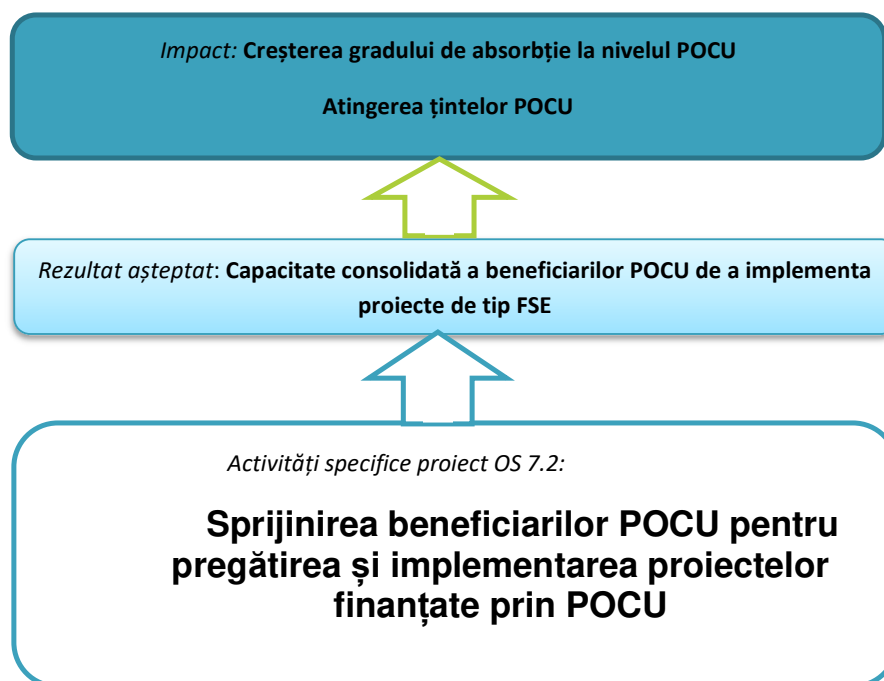 Impact: Creșterea gradului de absorbție la nivelul POCU
Atingerea țintelor POCU
Rezultat așteptat: Capacitate consolidată a beneficiarilor POCU de a implementa
proiecte de tip FSE
Activități specifice proiect OS 7.2:
Sprijinirea beneficiarilor POCU pentru
pregătirea și implementarea proiectelor
finanțate prin POCU